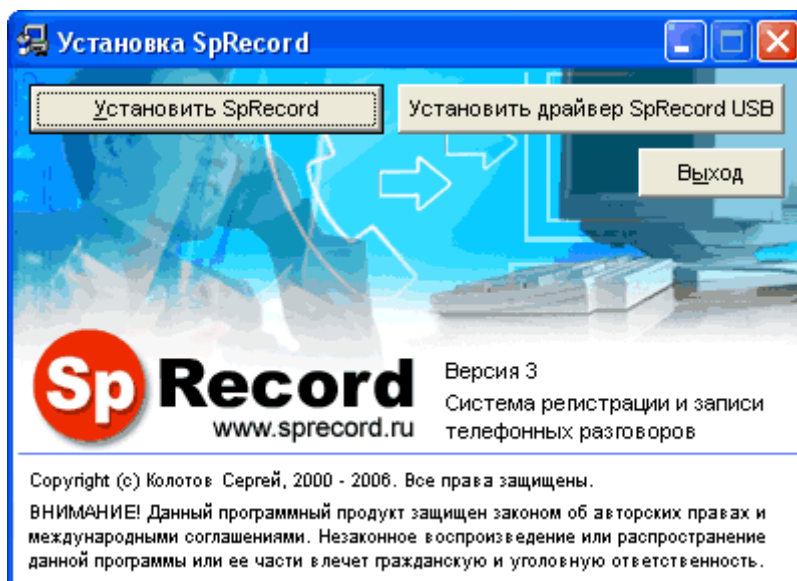 Установка SpRecord
Установить SpRecord
Установить драйвер SpRecord USB
Выход
Sp Record
www.sprecord.ru
Версия 3
Система регистрации и записи
телефонных разговоров
Copyright (c) Колотов Сергей, 2000 - 2006. Все права защищены.
ВНИМАНИЕ! Данный программный продукт защищен законом об авторских правах и
международными соглашениями. Незаконное воспроизведение или распространение
данной программы или ее части влечет гражданскую и уголовную ответственность.